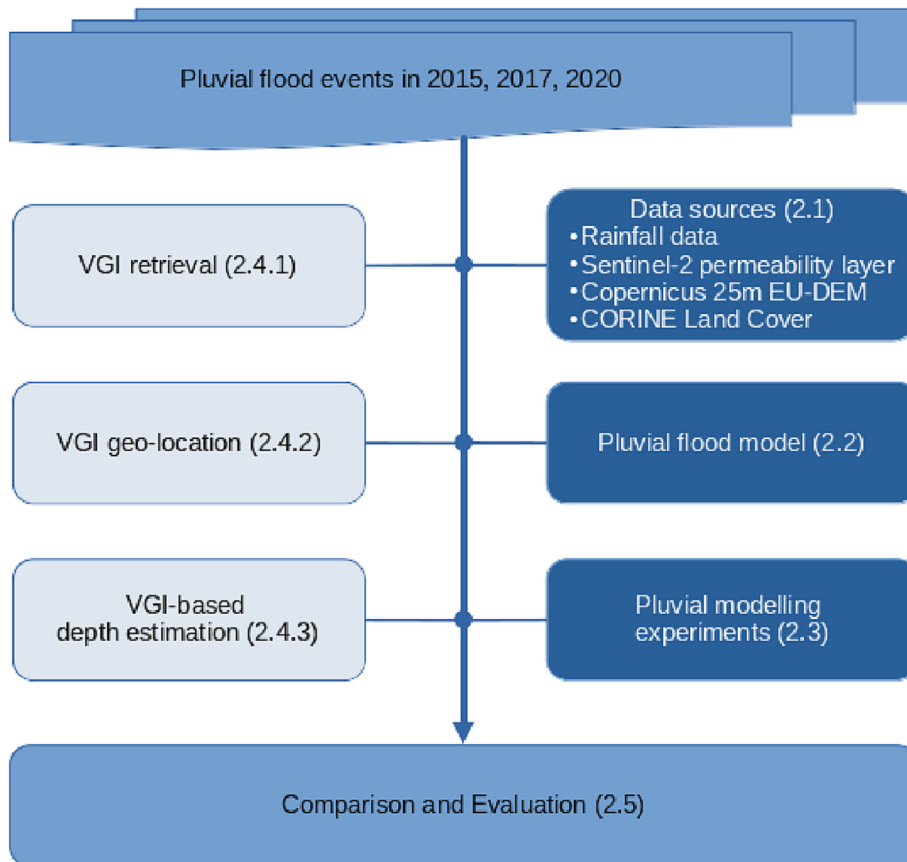 Pluvial flood events in 2015, 2017, 2020
VGI retrieval (2.4.1)
Data sources (2.1)
•Rainfall data
•Sentinel-2 permeability layer
•Copernicus 25m EU-DEM
•CORINE Land Cover
VGI geo-location (2.4.2)
Pluvial flood model (2.2)
VGI-based
depth estimation (2.4.3)
Pluvial modelling
experiments (2.3)
Comparison and Evaluation (2.5)